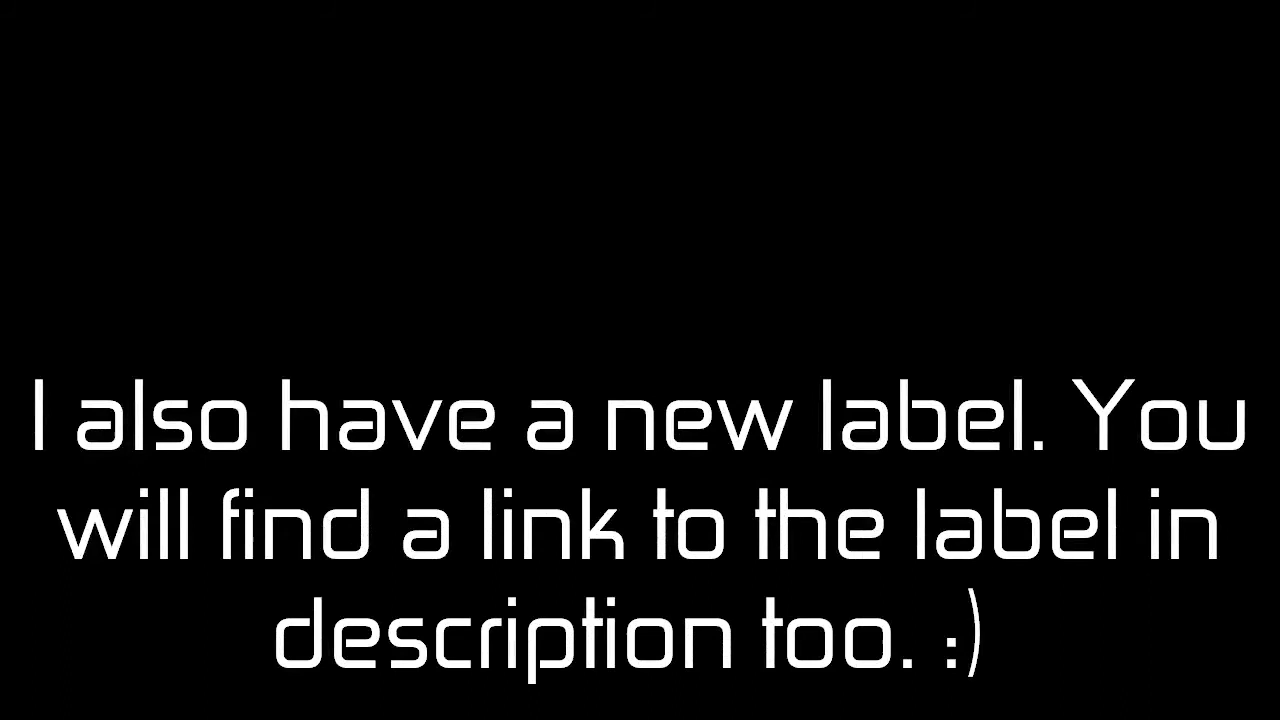 I also have a new label. You
will find a link to the label in
description too. :)